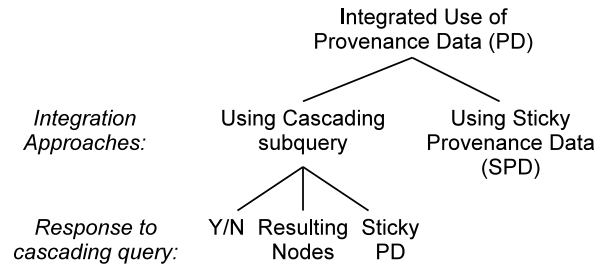 Integrated Use of
Provenance Data (PD)
Integration
Approaches:
Using Cascading
subquery
Using Sticky
Provenance Data
(SPD)
Response to
cascading query:
Y/N
Resulting
Nodes
Sticky
PD